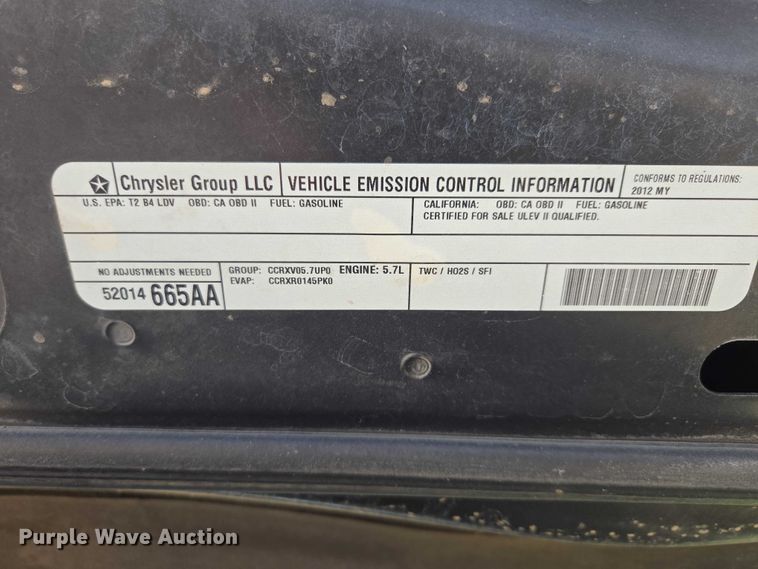 Chrysler Group LLC VEHICLE EMISSION CONTROL INFORMATION
CONFORMS TO REGULATIONS:
2012 MY
U.S. EPA: T2 B4 LDV OBD: CA OBD II FUEL: GASOLINE
CALIFORNIA: OBD: CA OBD II FUEL: GASOLINE
CERTIFIED FOR SALE ULEV II QUALIFIED.
NO ADJUSTMENTS NEEDED
52014 665AA
GROUP: CCRXV05.7UP0 ENGINE: 5.7L
EVAP: CCRXR0145PK0
TWC / HO2S / SFI
Purple Wave Auction